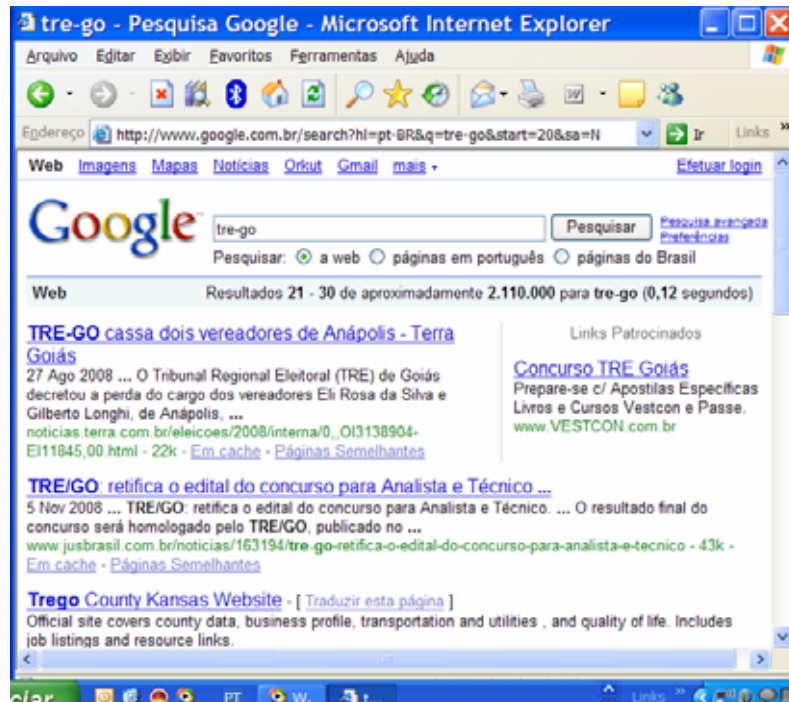 tre-go - Pesquisa Google - Microsoft Internet Explorer
Arquivo Editar Exibir Favoritos Ferramentas Ajuda
Endereço http://www.google.com.br/search?hl=pt-BR&q=tre-go&start=20&sa=N Ir Links »
Web Imagens Mapas Notícias Orkut Gmail mais Efetuar login
Google
tre-go Pesquisar Pesquisa avançada
Preferências
Pesquisar: a web páginas em português páginas do Brasil
Web Resultados 21 - 30 de aproximadamente 2.110.000 para tre-go (0,12 segundos)
TRE-GO cassa dois vereadores de Anápolis - Terra
Goiás
27 Ago 2008 ... O Tribunal Regional Eleitoral (TRE) de Goiás
decretou a perda do cargo dos vereadores Eli Rosa da Silva e
Gilberto Longhi, de Anápolis, ...
noticias.terra.com.br/eleicoes/2008/interna/0,,OI3138904-
EI11845,00.html - 22k - Em cache - Páginas Semelhantes
Links Patrocinados
Concurso TRE Goiás
Prepare-se c/ Apostilas Específicas
Livros e Cursos Vestcon e Passe.
www.VESTCON.com.br
TRE/GO: retifica o edital do concurso para Analista e Técnico ...
5 Nov 2008 ... TRE/GO: retifica o edital do concurso para Analista e Técnico. ... O resultado final do
concurso será homologado pelo TRE/GO, publicado no ...
www.jusbrasil.com.br/noticias/163194/tre-go-retifica-o-edital-do-concurso-para-analista-e-tecnico - 43k -
Em cache - Páginas Semelhantes
Trego County Kansas Website - [ Traduzir esta página ]
Official site covers county data, business profile, transportation and utilities , and quality of life. Includes
job listings and resource links.
ciar PT W... t... Links »